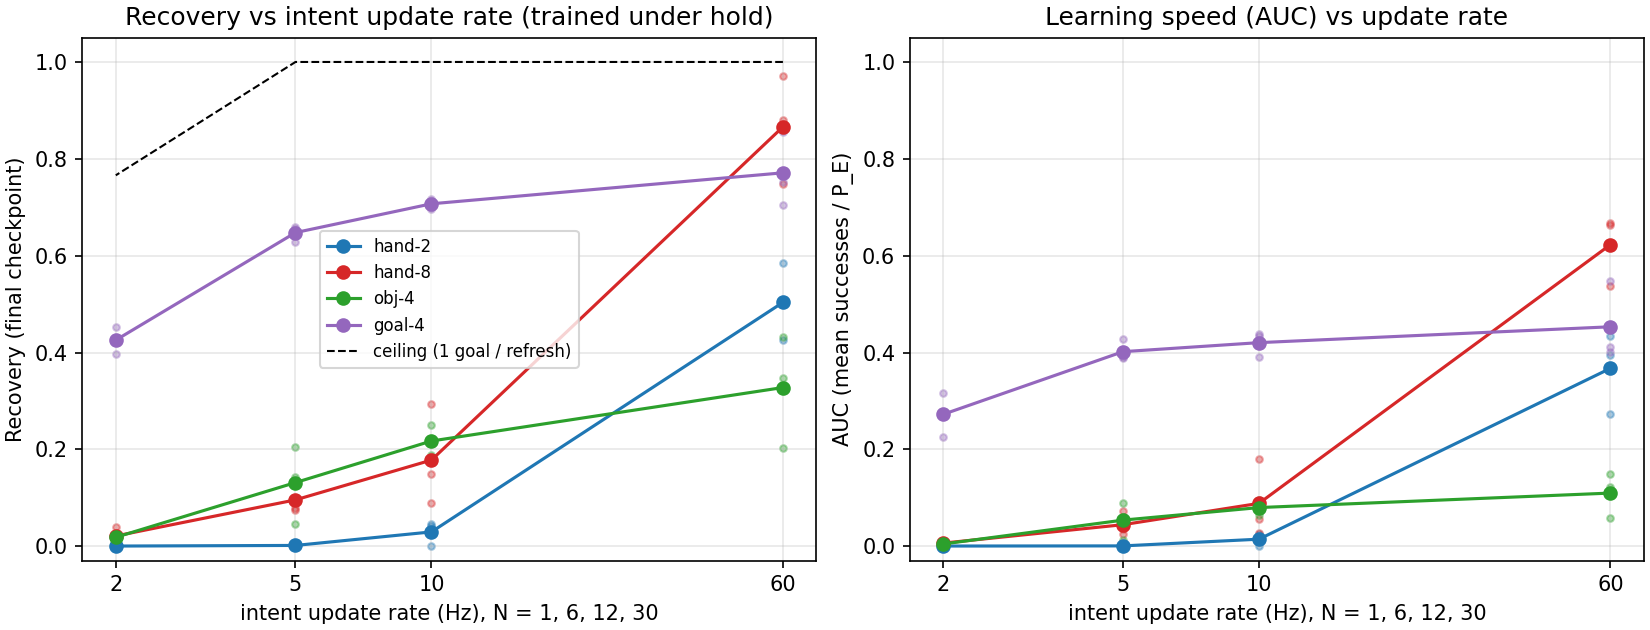 Recovery vs intent update rate (trained under hold)
Recovery (final checkpoint)
1.0
0.8
0.6
0.4
0.2
0.0
hand-2
hand-8
obj-4
goal-4
ceiling (1 goal / refresh)
2
5
10
60
intent update rate (Hz), N = 1, 6, 12, 30
Learning speed (AUC) vs update rate
AUC (mean successes / P_E)
1.0
0.8
0.6
0.4
0.2
0.0
2
5
10
60
intent update rate (Hz), N = 1, 6, 12, 30